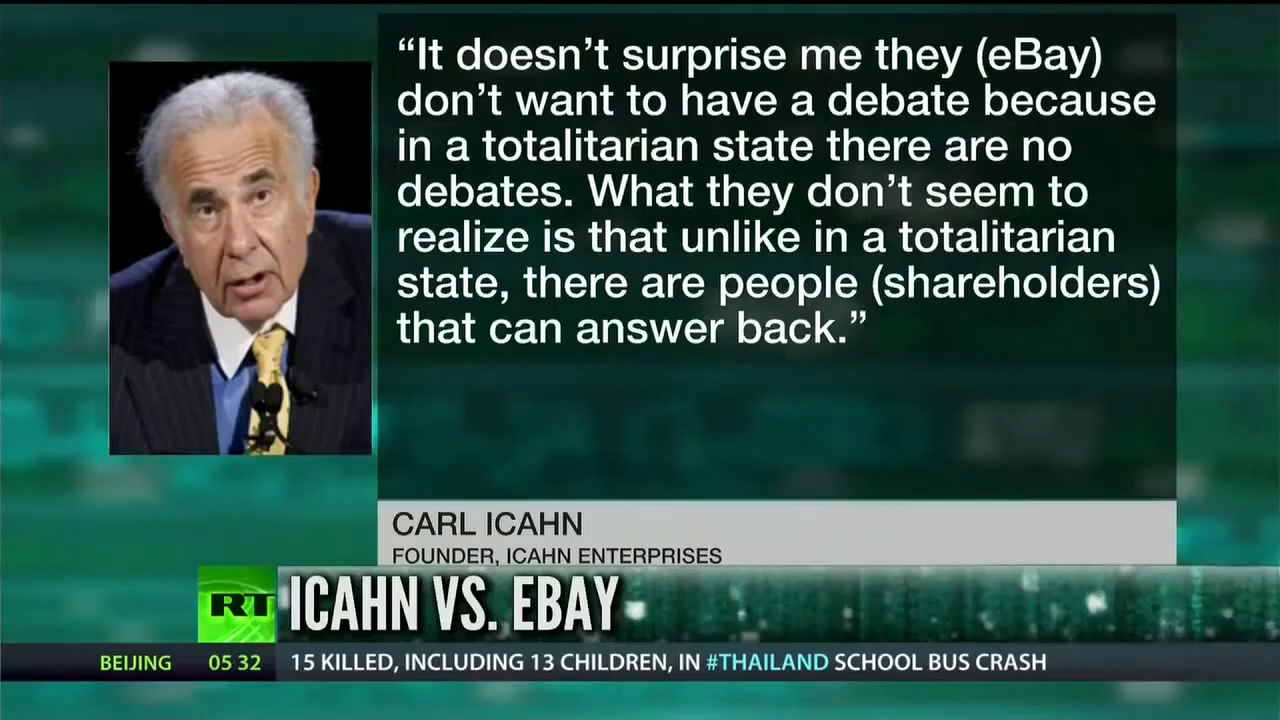 “It doesn’t surprise me they (eBay)
don’t want to have a debate because
in a totalitarian state there are no
debates. What they don’t seem to
realize is that unlike in a totalitarian
state, there are people (shareholders)
that can answer back.”
CARL ICAHN
FOUNDER, ICAHN ENTERPRISES
RT
ICAHN VS. EBAY
BEIJING 05 32 15 KILLED, INCLUDING 13 CHILDREN, IN #THAILAND SCHOOL BUS CRASH